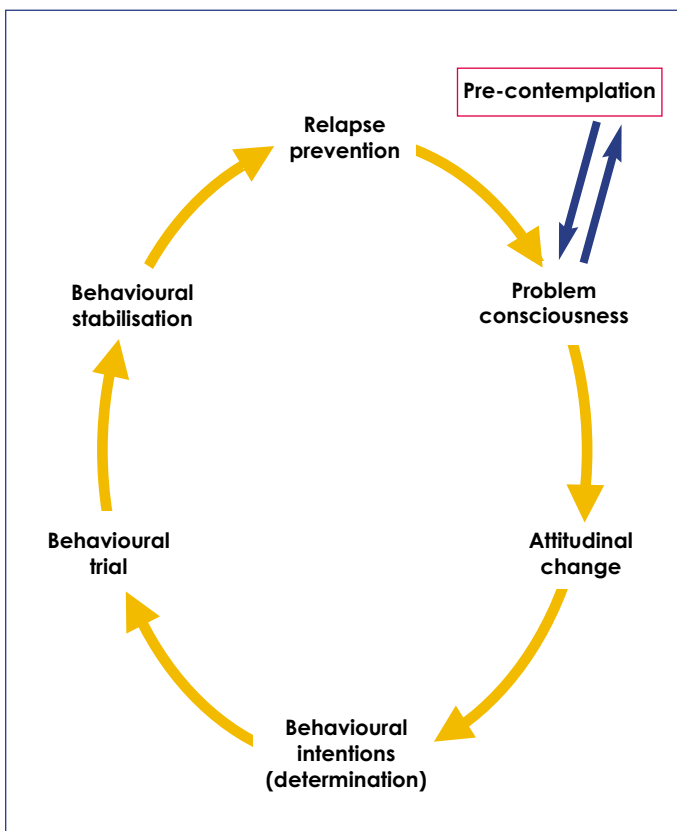 Pre-contemplation
Relapse
prevention
Problem
consciousness
Attitudinal
change
Behavioural
intentions
(determination)
Behavioural
trial
Behavioural
stabilisation